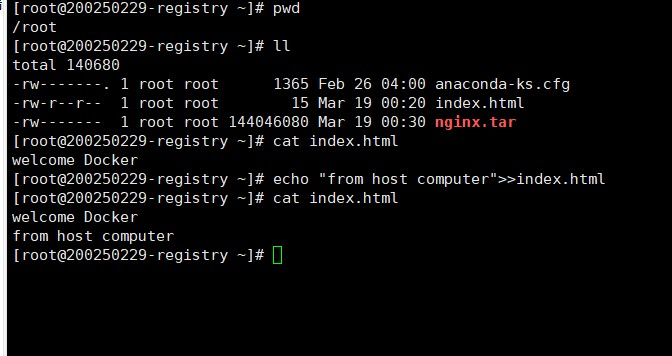 [root@200250229-registry ~]# pwd
/root
[root@200250229-registry ~]# ll
total 140680
-rw-------. 1 root root      1365 Feb 26 04:00 anaconda-ks.cfg
-rw-r--r--  1 root root        15 Mar 19 00:20 index.html
-rw-------  1 root root 144046080 Mar 19 00:30 nginx.tar
[root@200250229-registry ~]# cat index.html
welcome Docker
[root@200250229-registry ~]# echo "from host computer">>index.html
[root@200250229-registry ~]# cat index.html
welcome Docker
from host computer
[root@200250229-registry ~]#